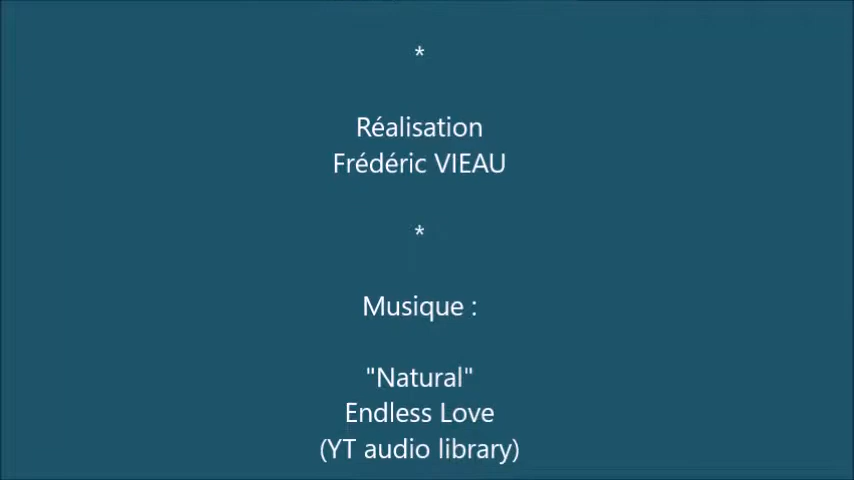 *
Réalisation
Frédéric VIEAU
*
Musique :
"Natural"
Endless Love
(YT audio library)